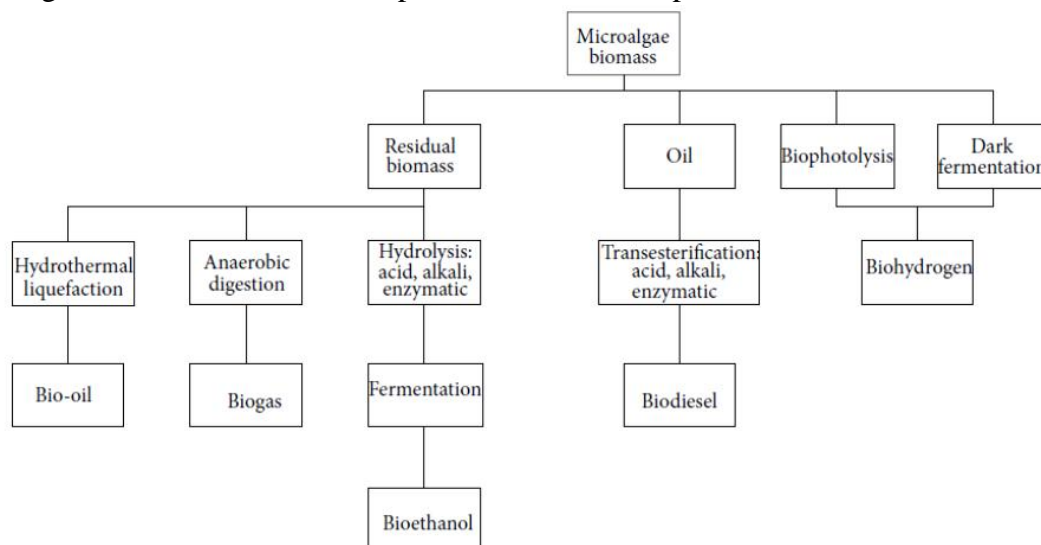 Microalgae
biomass
Residual
biomass
Oil
Biophotolysis
Dark
fermentation
Hydrothermal
liquefaction
Anaerobic
digestion
Hydrolysis:
acid, alkali,
enzymatic
Transesterification:
acid, alkali,
enzymatic
Biohydrogen
Bio-oil
Biogas
Fermentation
Biodiesel
Bioethanol